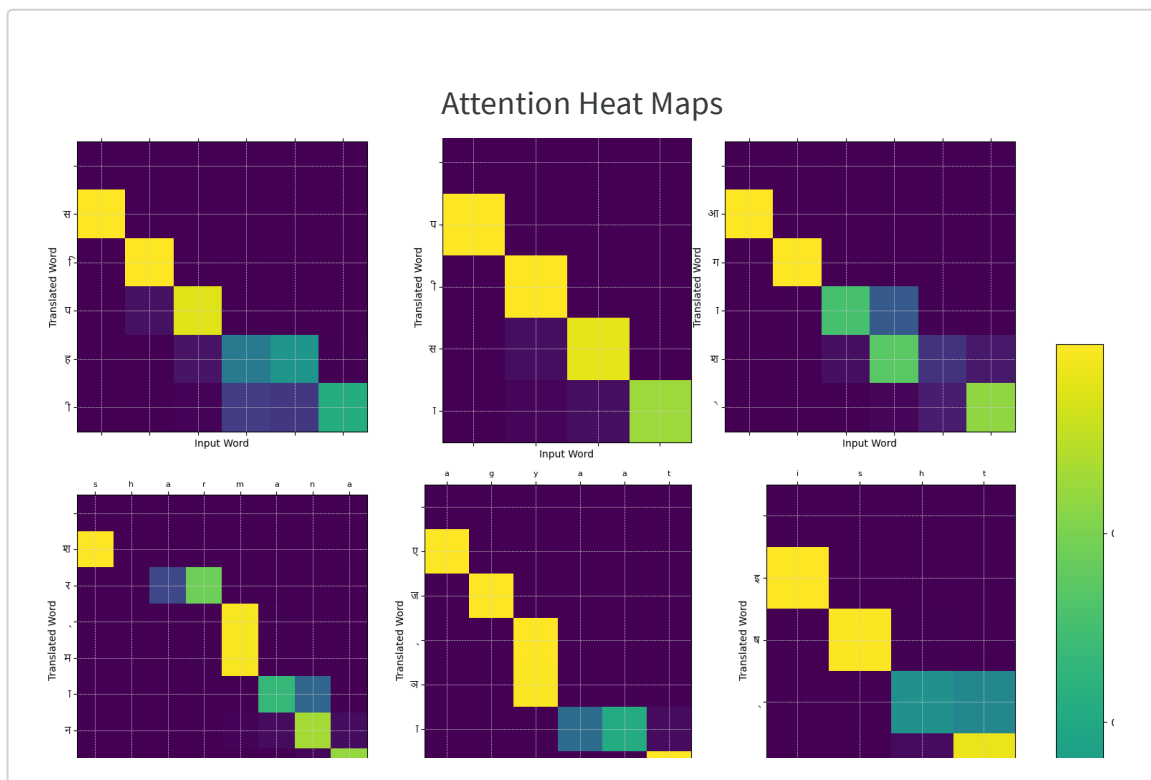 Attention Heat Maps
Translated Word
स
ि
प
ह
ी
Input Word
Translated Word
प
ी
स
ा
Input Word
Translated Word
आ
ग
ा
े
Input Word
s h a r m a n a
Translated Word
श
र
्
म
ा
न
a g y a a t
Translated Word
्
ञ
ा
i s h t
Translated Word
्